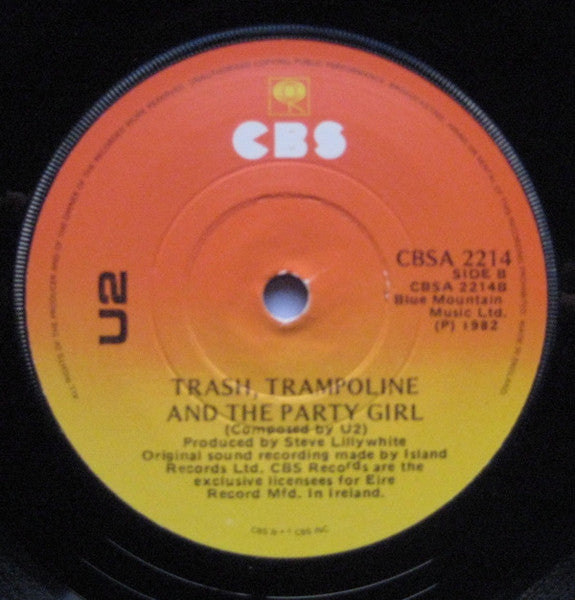 CBS
U2
CBSA 2214
SIDE B
CBSA 2214B
Blue Mountain
Music Ltd.
(P) 1982
TRASH, TRAMPOLINE
AND THE PARTY GIRL
(Composed by U2)
Produced by Steve Lillywhite
Original sound recording made by Island
Records Ltd. CBS Records are the
exclusive licensees for Eire
Record Mfd. In Ireland.